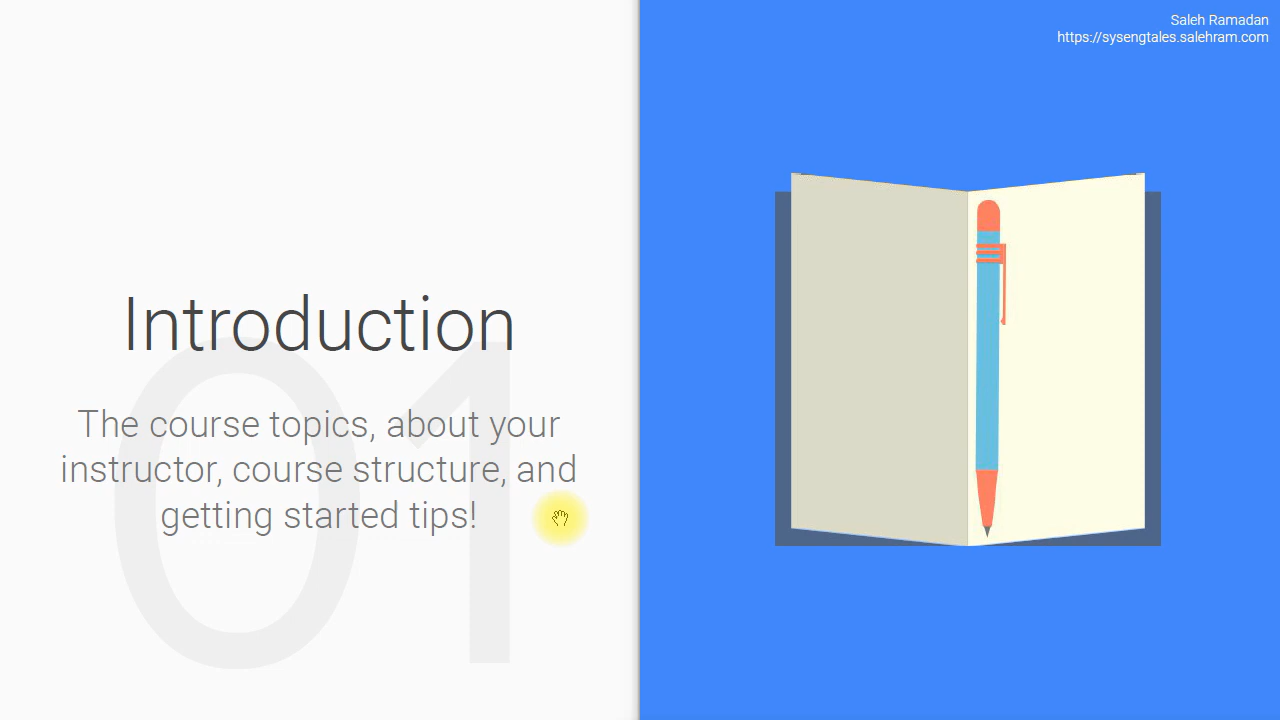 Saleh Ramadan
https://sysengtales.salehram.com
Introduction
01
The course topics, about your
instructor, course structure, and
getting started tips!